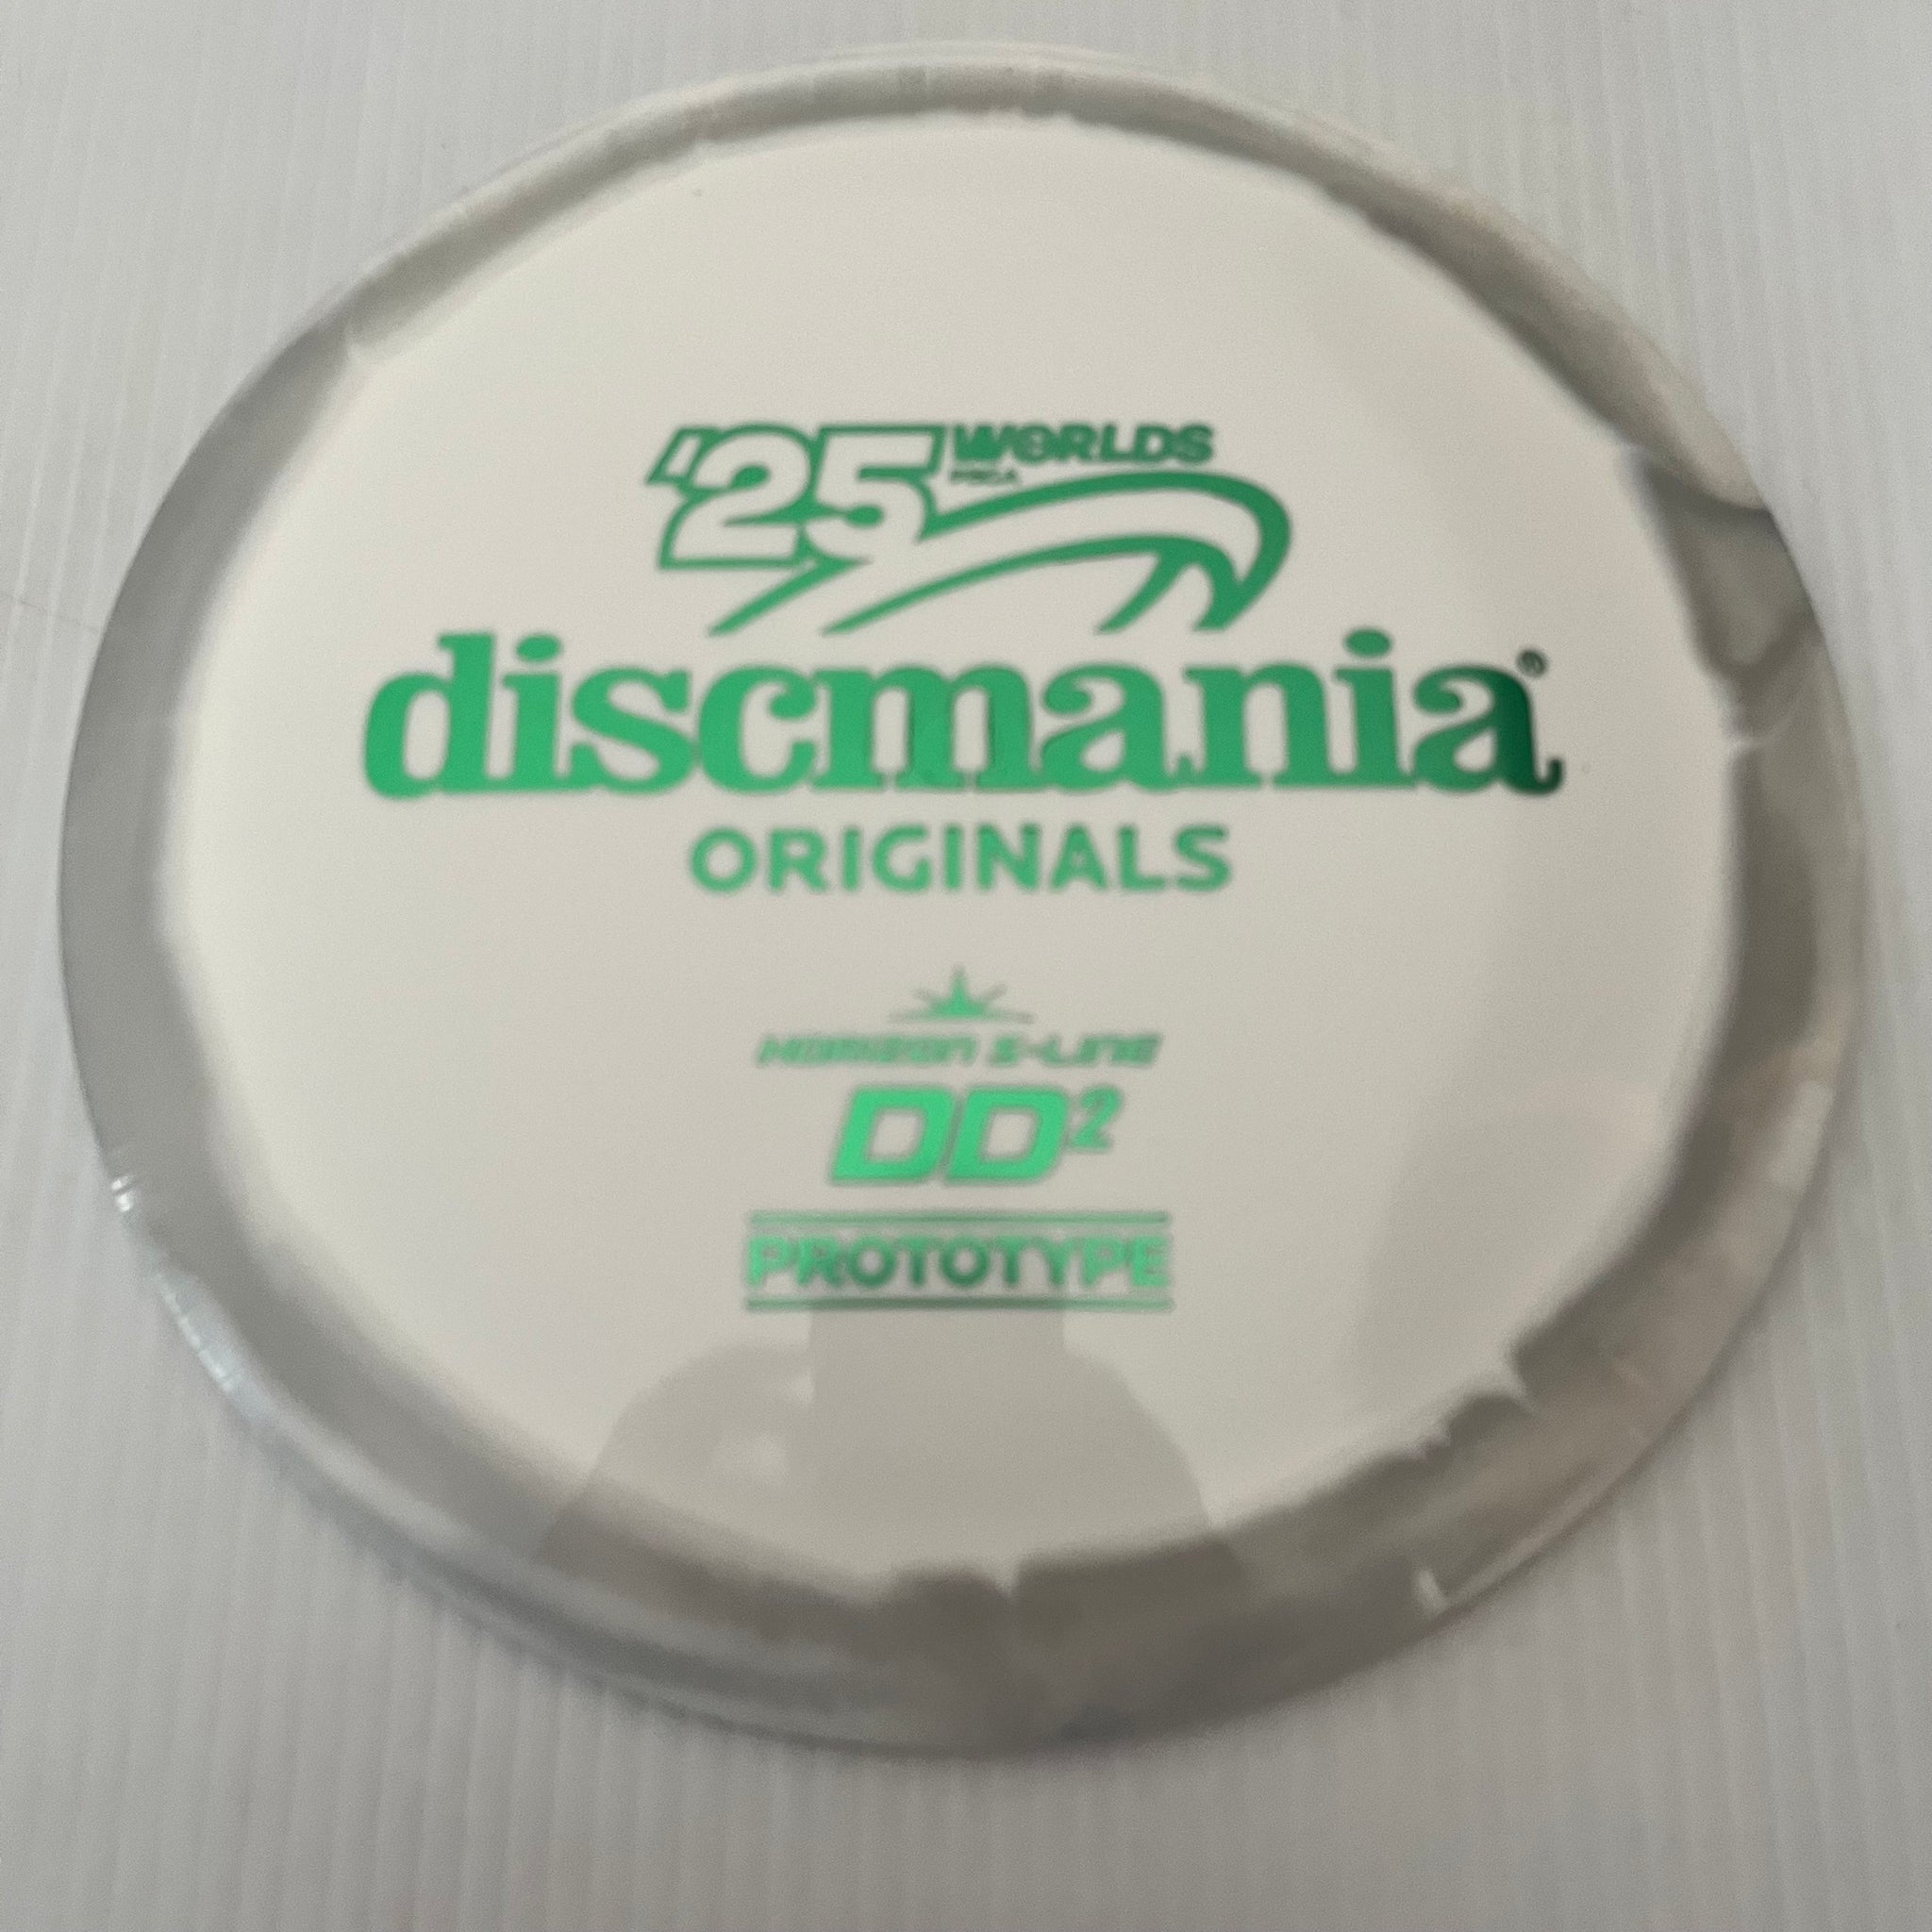 '25 WORLDS
PDGA
discmania®
ORIGINALS
HORIZON S-LINE
DD²
PROTOTYPE